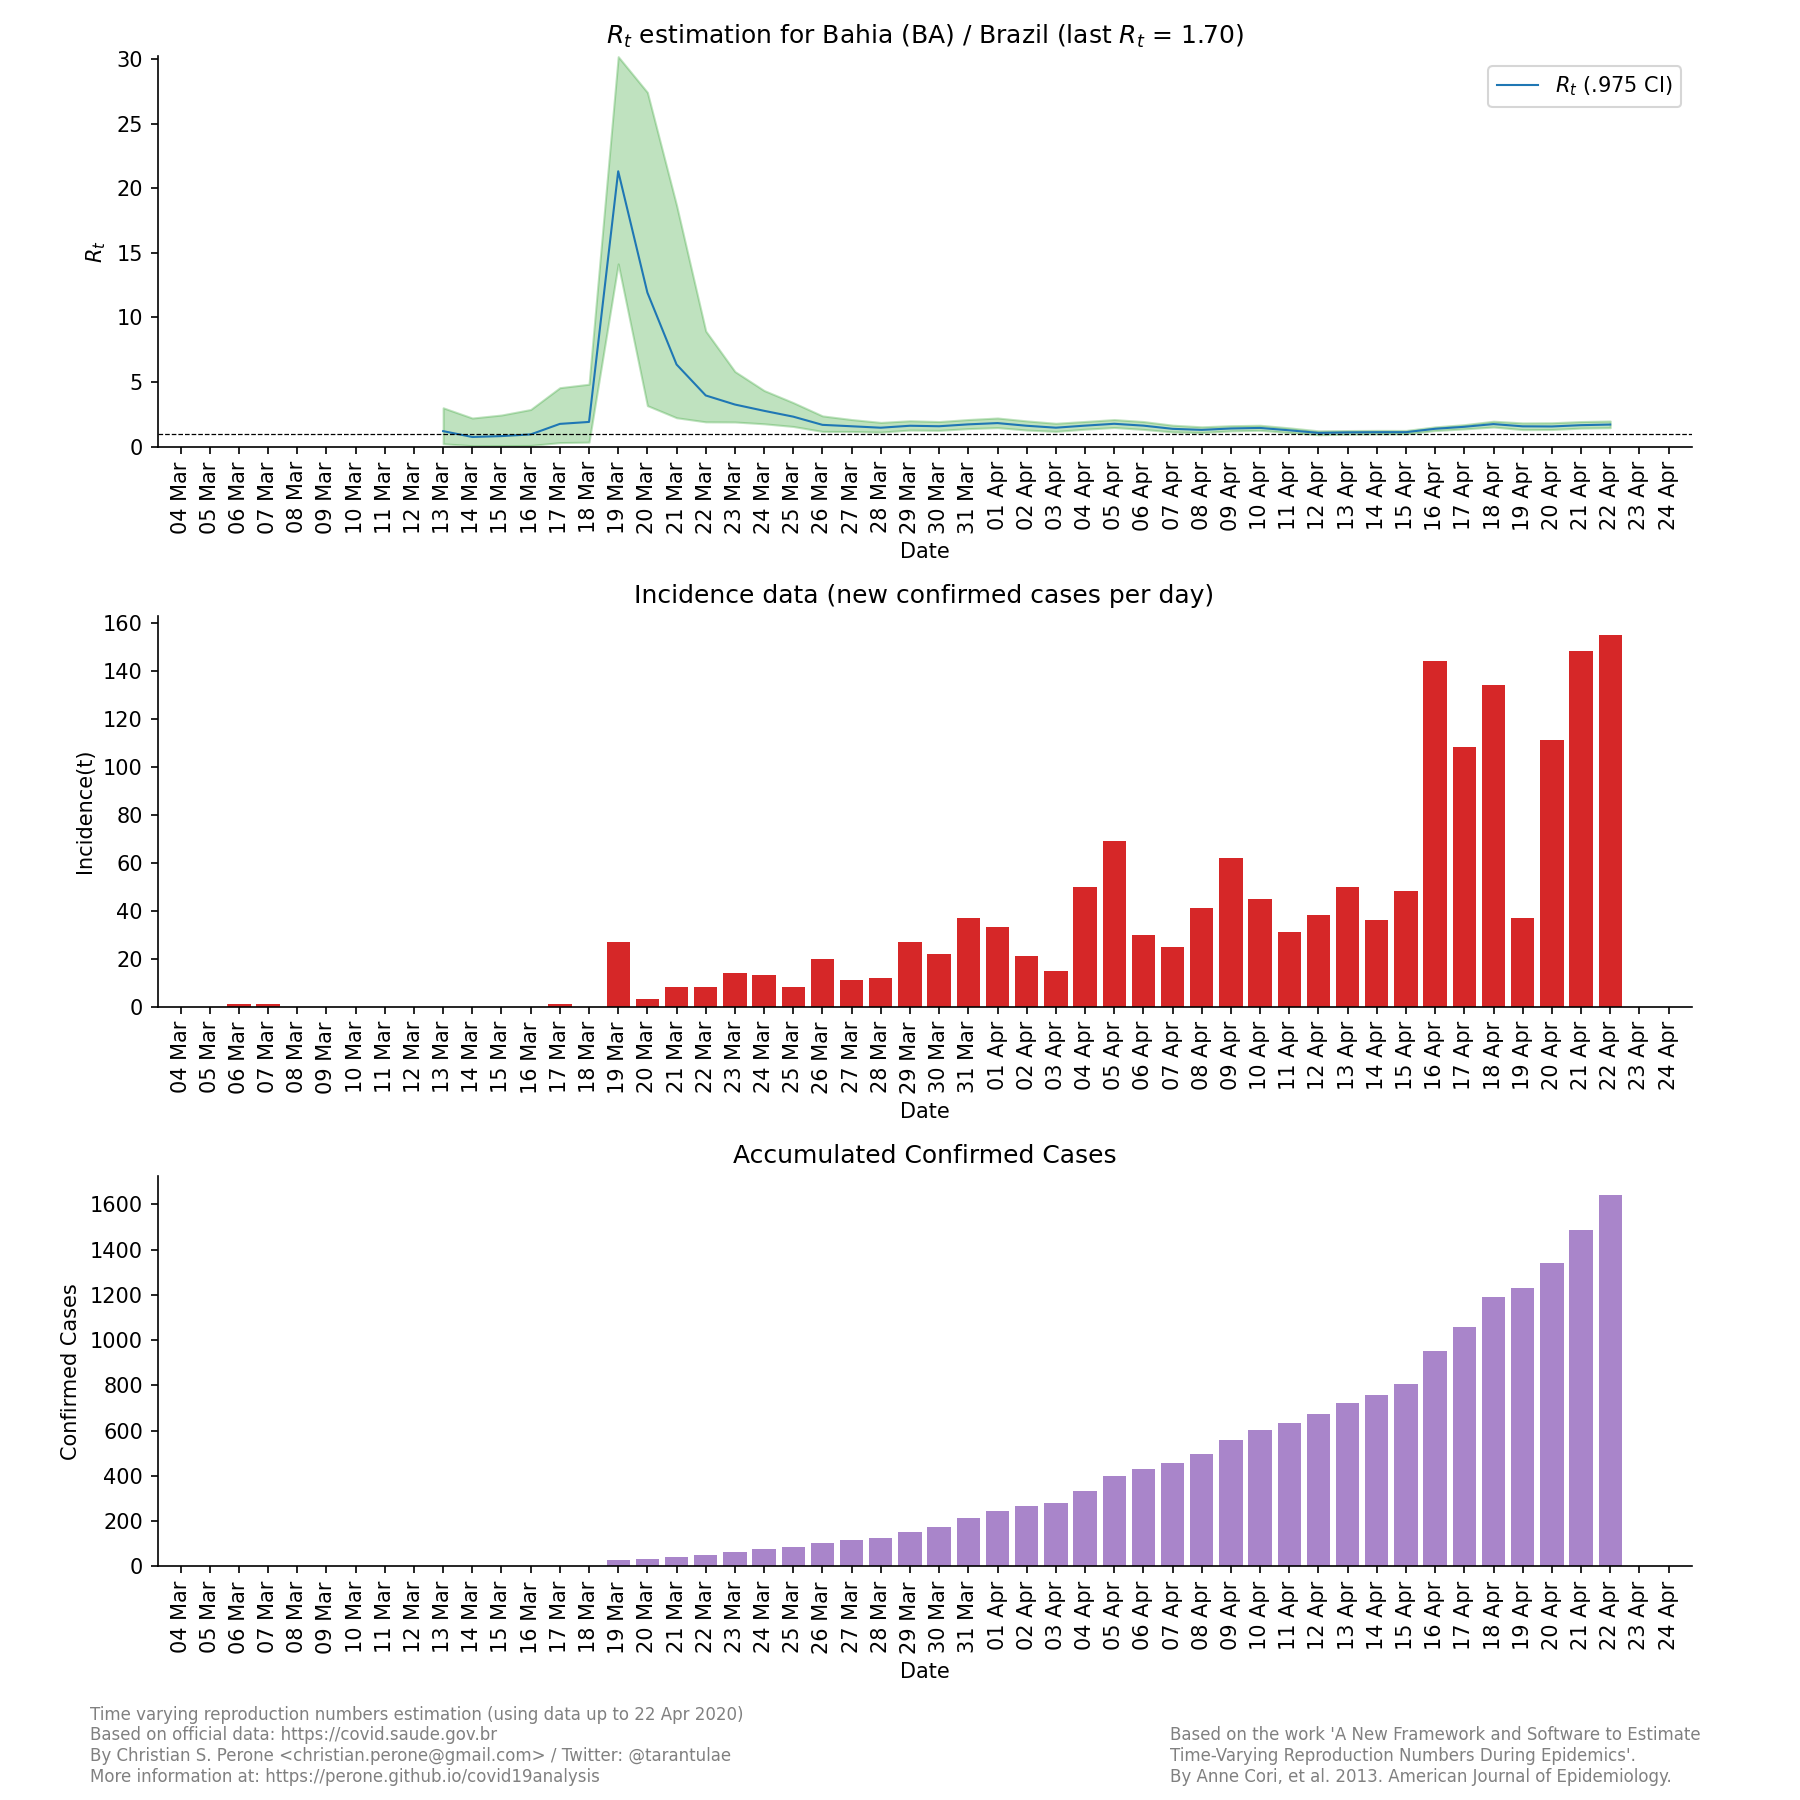 Rt estimation for Bahia (BA) / Brazil (last Rt = 1.70)
30
25
20
15
10
5
0
Rt
Rt (.975 CI)
04 Mar 05 Mar 06 Mar 07 Mar 08 Mar 09 Mar 10 Mar 11 Mar 12 Mar 13 Mar 14 Mar 15 Mar 16 Mar 17 Mar 18 Mar 19 Mar 20 Mar 21 Mar 22 Mar 23 Mar 24 Mar 25 Mar 26 Mar 27 Mar 28 Mar 29 Mar 30 Mar 31 Mar 01 Apr 02 Apr 03 Apr 04 Apr 05 Apr 06 Apr 07 Apr 08 Apr 09 Apr 10 Apr 11 Apr 12 Apr 13 Apr 14 Apr 15 Apr 16 Apr 17 Apr 18 Apr 19 Apr 20 Apr 21 Apr 22 Apr 23 Apr 24 Apr
Date
Incidence data (new confirmed cases per day)
160
140
120
100
80
60
40
20
0
Incidence(t)
04 Mar 05 Mar 06 Mar 07 Mar 08 Mar 09 Mar 10 Mar 11 Mar 12 Mar 13 Mar 14 Mar 15 Mar 16 Mar 17 Mar 18 Mar 19 Mar 20 Mar 21 Mar 22 Mar 23 Mar 24 Mar 25 Mar 26 Mar 27 Mar 28 Mar 29 Mar 30 Mar 31 Mar 01 Apr 02 Apr 03 Apr 04 Apr 05 Apr 06 Apr 07 Apr 08 Apr 09 Apr 10 Apr 11 Apr 12 Apr 13 Apr 14 Apr 15 Apr 16 Apr 17 Apr 18 Apr 19 Apr 20 Apr 21 Apr 22 Apr 23 Apr 24 Apr
Date
Accumulated Confirmed Cases
1600
1400
1200
1000
800
600
400
200
0
Confirmed Cases
04 Mar 05 Mar 06 Mar 07 Mar 08 Mar 09 Mar 10 Mar 11 Mar 12 Mar 13 Mar 14 Mar 15 Mar 16 Mar 17 Mar 18 Mar 19 Mar 20 Mar 21 Mar 22 Mar 23 Mar 24 Mar 25 Mar 26 Mar 27 Mar 28 Mar 29 Mar 30 Mar 31 Mar 01 Apr 02 Apr 03 Apr 04 Apr 05 Apr 06 Apr 07 Apr 08 Apr 09 Apr 10 Apr 11 Apr 12 Apr 13 Apr 14 Apr 15 Apr 16 Apr 17 Apr 18 Apr 19 Apr 20 Apr 21 Apr 22 Apr 23 Apr 24 Apr
Date
Time varying reproduction numbers estimation (using data up to 22 Apr 2020)
Based on official data: https://covid.saude.gov.br
By Christian S. Perone <christian.perone@gmail.com> / Twitter: @tarantulae
More information at: https://perone.github.io/covid19analysis
Based on the work 'A New Framework and Software to Estimate
Time-Varying Reproduction Numbers During Epidemics'.
By Anne Cori, et al. 2013. American Journal of Epidemiology.